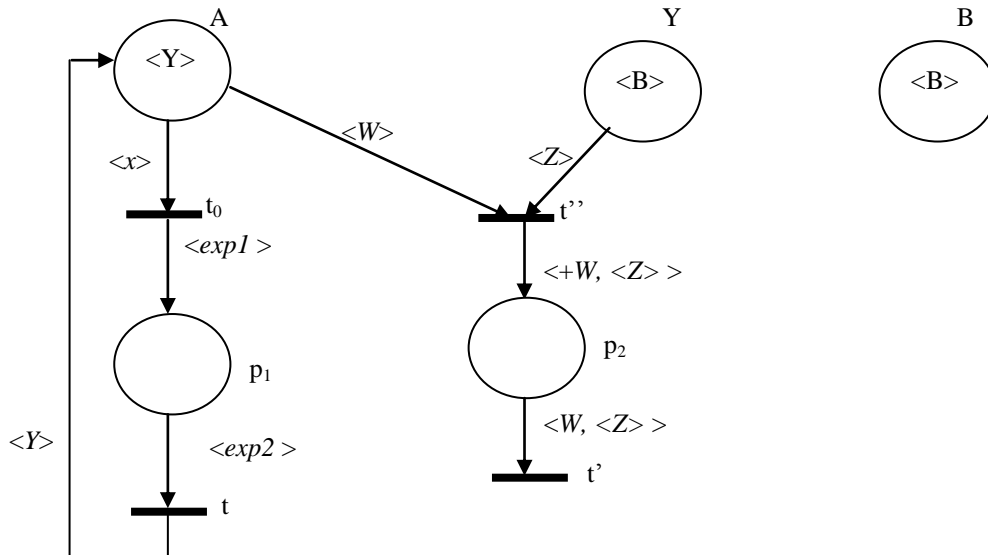 A
Y
B
<Y>
<B>
<B>
<W>
<Z>
<x>
t0
t’’
<exp1 >
<+W, <Z> >
p1
p2
<Y>
<exp2 >
<W, <Z> >
t
t’